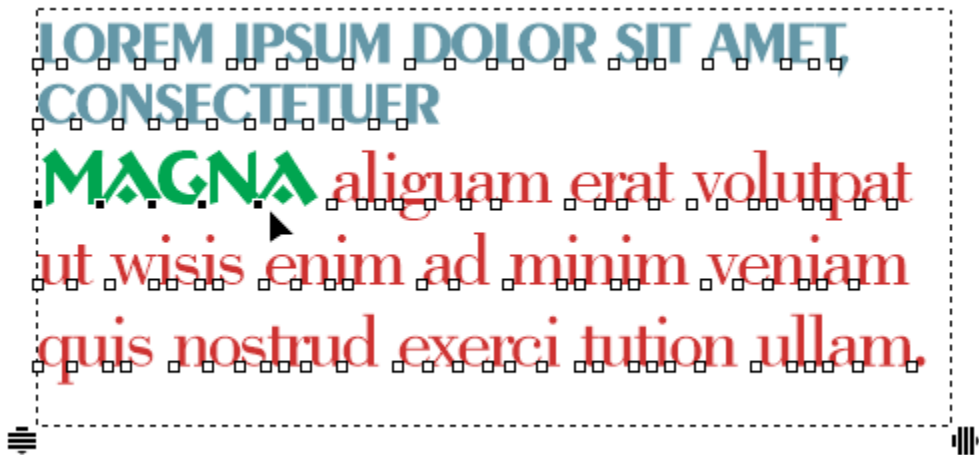 LOREM IPSUM DOLOR SIT AMET,
CONSECTETUER
MAGNA aliguam erat volutpat
ut wisis enim ad minim veniam
quis nostrud exerci tution ullam.